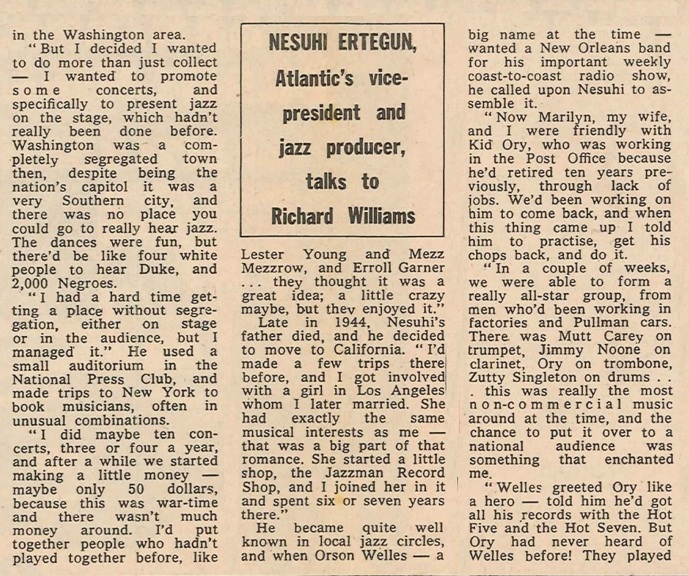 in the Washington area.
"But I decided I wanted
to do more than just collect
— I wanted to promote
some concerts, and
specifically to present jazz
on the stage, which hadn't
really been done before.
Washington was a com-
pletely segregated town
then, despite being the
nation's capitol it was a
very Southern city, and
there was no place you
could go to really hear jazz.
The dances were fun, but
there'd be like four white
people to hear Duke, and
2,000 Negroes.
"I had a hard time get-
ting a place without segre-
gation, either on stage
or in the audience, but I
managed it." He used a
small auditorium in the
National Press Club, and
made trips to New York to
book musicians, often in
unusual combinations.
"I did maybe ten con-
certs, three or four a year,
and after a while we started
making a little money —
maybe only 50 dollars,
because this was war-time
and there wasn't much
money around. I'd put
together people who hadn't
played together before, like
NESUHI ERTEGUN,
Atlantic's vice-
president and
jazz producer,
talks to
Richard Williams
Lester Young and Mezz
Mezzrow, and Erroll Garner
... they thought it was a
great idea; a little crazy
maybe, but they enjoyed it."
Late in 1944, Nesuhi's
father died, and he decided
to move to California. "I'd
made a few trips there
before, and I got involved
with a girl in Los Angeles
whom I later married. She
had exactly the same
musical interests as me —
that was a big part of that
romance. She started a little
shop, the Jazzman Record
Shop, and I joined her in it
and spent six or seven years
there."
He became quite well
known in local jazz circles,
and when Orson Welles — a
big name at the time —
wanted a New Orleans band
for his important weekly
coast-to-coast radio show,
he called upon Nesuhi to as-
semble it.
"Now Marilyn, my wife,
and I were friendly with
Kid Ory, who was working
in the Post Office because
he'd retired ten years pre-
viously, through lack of
jobs. We'd been working on
him to come back, and when
this thing came up I told
him to practise, get his
chops back, and do it.
"In a couple of weeks,
we were able to form a
really all-star group, from
men who'd been working in
factories and Pullman cars.
There was Mutt Carey on
trumpet, Jimmy Noone on
clarinet, Ory on trombone,
Zutty Singleton on drums . .
. this was really the most
non-commercial music
around at the time, and the
chance to put it over to a
national audience was
something that enchanted
me.
"Welles greeted Ory like
a hero — told him he'd got
all his records with the Hot
Five and the Hot Seven. But
Ory had never heard of
Welles before! They played